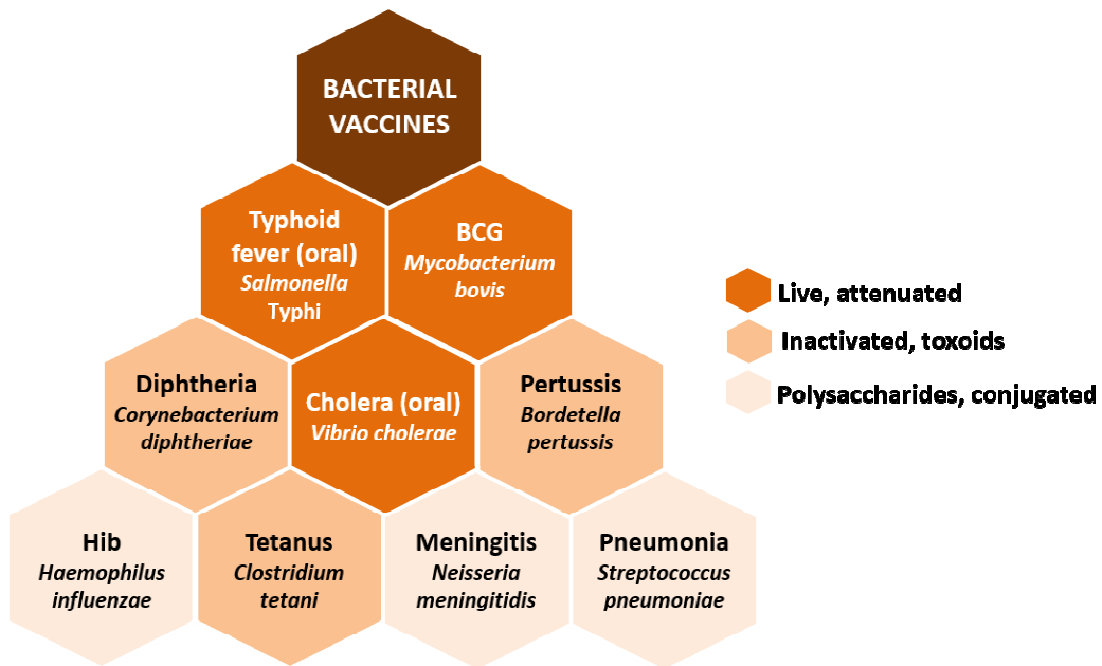 BACTERIAL
VACCINES
Typhoid
fever (oral)
Salmonella
Typhi
BCG
Mycobacterium
bovis
Diphtheria
Corynebacterium
diphtheriae
Cholera (oral)
Vibrio cholerae
Pertussis
Bordetella
pertussis
Hib
Haemophilus
influenzae
Tetanus
Clostridium
tetani
Meningitis
Neisseria
meningitidis
Pneumonia
Streptococcus
pneumoniae
Live, attenuated
Inactivated, toxoids
Polysaccharides, conjugated